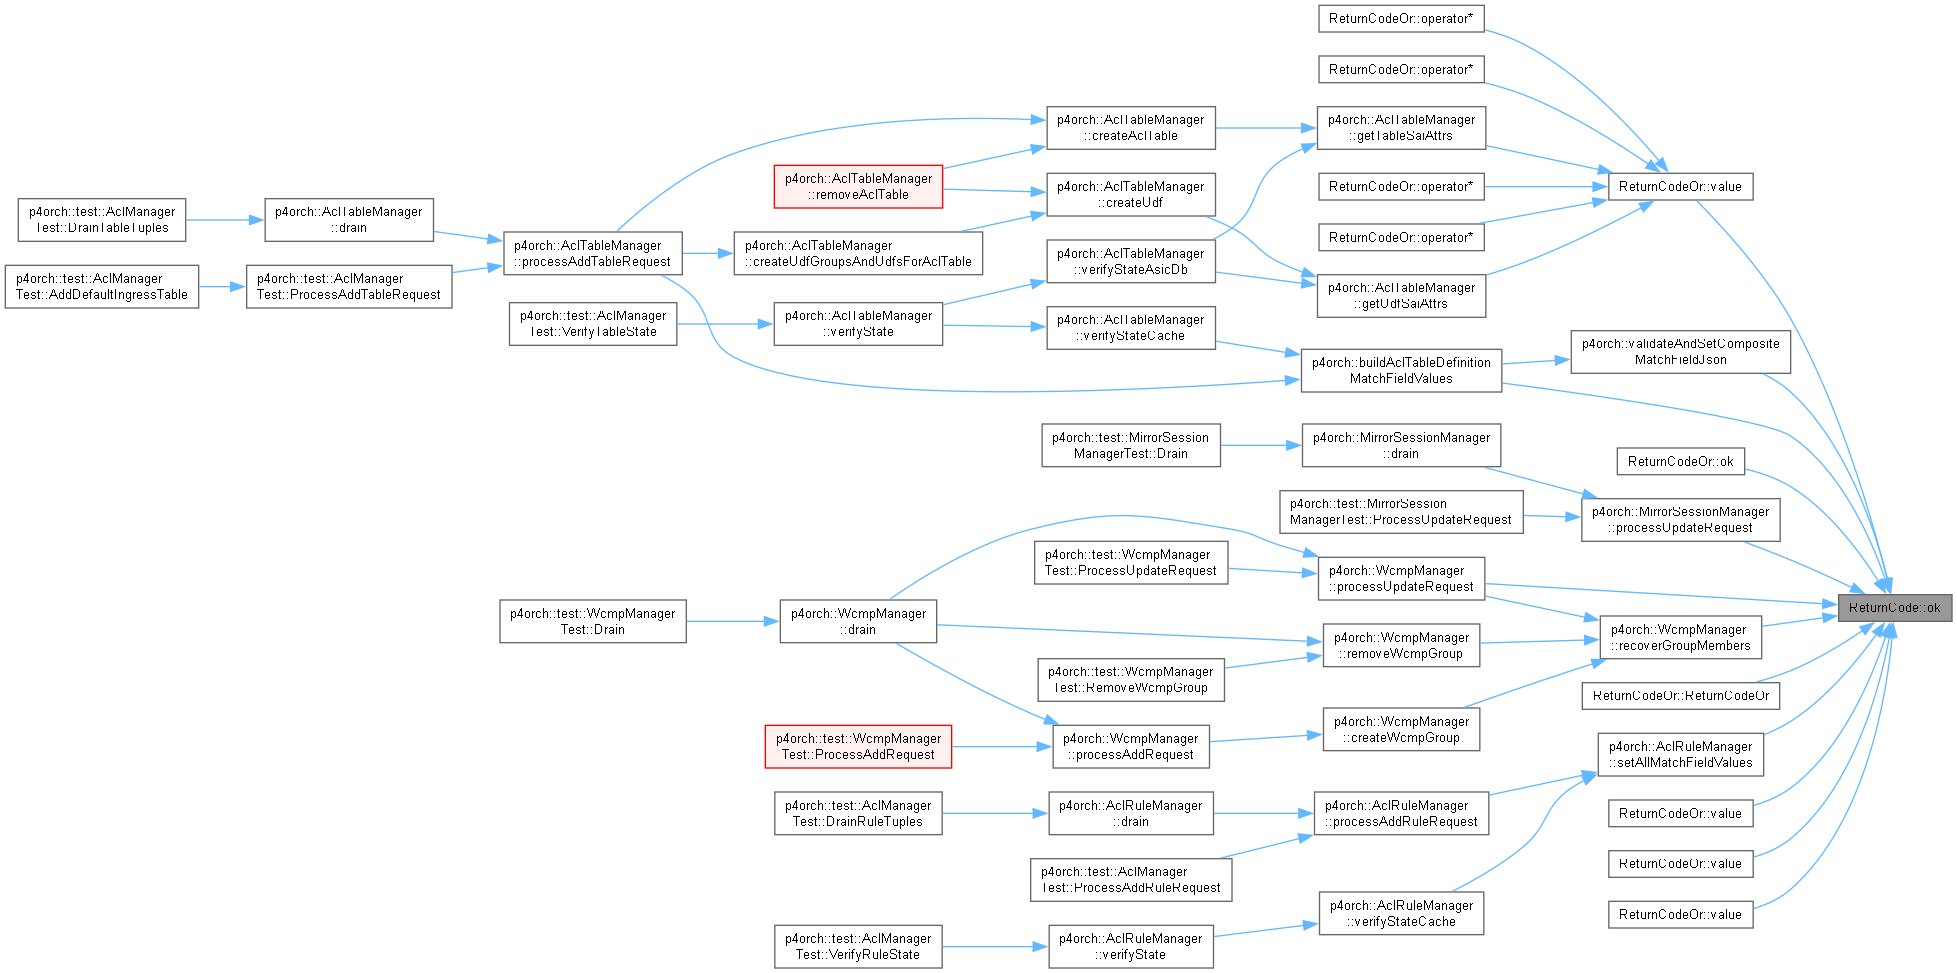 ReturnCodeOr::operator*
ReturnCodeOr::operator*
p4orch::AclTableManager
::createAclTable
p4orch::AclTableManager
::getTableSaiAttrs
p4orch::AclTableManager
::removeAclTable
p4orch::AclTableManager
::createUdf
ReturnCodeOr::operator*
ReturnCodeOr::value
p4orch::test::AclManager
Test::DrainTableTuples
p4orch::AclTableManager
::drain
p4orch::AclTableManager
::processAddTableRequest
p4orch::AclTableManager
::createUdfGroupsAndUdfsForAclTable
p4orch::AclTableManager
::verifyStateAsicDb
ReturnCodeOr::operator*
p4orch::test::AclManager
Test::AddDefaultIngressTable
p4orch::test::AclManager
Test::ProcessAddTableRequest
p4orch::AclTableManager
::getUdfSaiAttrs
p4orch::test::AclManager
Test::VerifyTableState
p4orch::AclTableManager
::verifyState
p4orch::AclTableManager
::verifyStateCache
p4orch::buildAclTableDefinition
MatchFieldValues
p4orch::validateAndSetComposite
MatchFieldJson
p4orch::test::MirrorSession
ManagerTest::Drain
p4orch::MirrorSessionManager
::drain
ReturnCodeOr::ok
p4orch::test::MirrorSession
ManagerTest::ProcessUpdateRequest
p4orch::MirrorSessionManager
::processUpdateRequest
p4orch::test::WcmpManager
Test::ProcessUpdateRequest
p4orch::WcmpManager
::processUpdateRequest
ReturnCode::ok
p4orch::test::WcmpManager
Test::Drain
p4orch::WcmpManager
::drain
p4orch::WcmpManager
::removeWcmpGroup
p4orch::WcmpManager
::recoverGroupMembers
p4orch::test::WcmpManager
Test::RemoveWcmpGroup
ReturnCodeOr::ReturnCodeOr
p4orch::test::WcmpManager
Test::ProcessAddRequest
p4orch::WcmpManager
::processAddRequest
p4orch::WcmpManager
::createWcmpGroup
p4orch::AclRuleManager
::setAllMatchFieldValues
p4orch::test::AclManager
Test::DrainRuleTuples
p4orch::AclRuleManager
::drain
p4orch::AclRuleManager
::processAddRuleRequest
ReturnCodeOr::value
p4orch::test::AclManager
Test::ProcessAddRuleRequest
ReturnCodeOr::value
p4orch::AclRuleManager
::verifyStateCache
ReturnCodeOr::value
p4orch::test::AclManager
Test::VerifyRuleState
p4orch::AclRuleManager
::verifyState